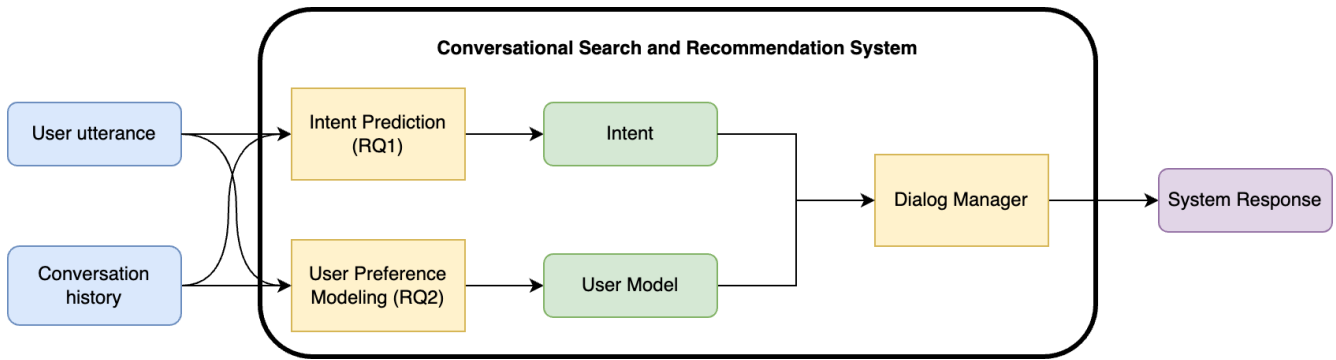 Conversational Search and Recommendation System
User utterance
Intent Prediction
(RQ1)
Intent
Dialog Manager
System Response
Conversation
history
User Preference
Modeling (RQ2)
User Model